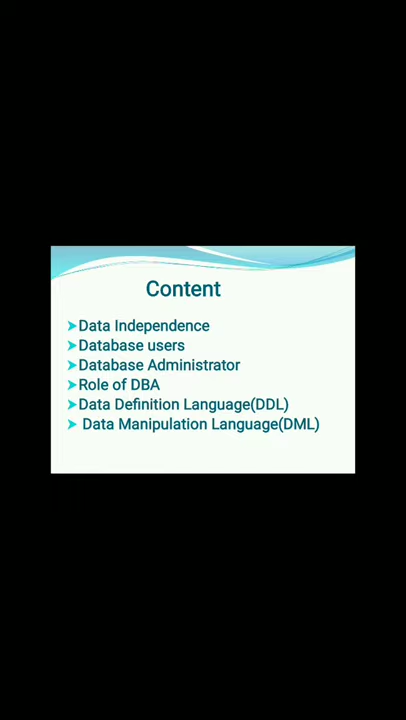 Content
➤Data Independence
➤Database users
➤Database Administrator
➤Role of DBA
➤Data Definition Language(DDL)
➤ Data Manipulation Language(DML)